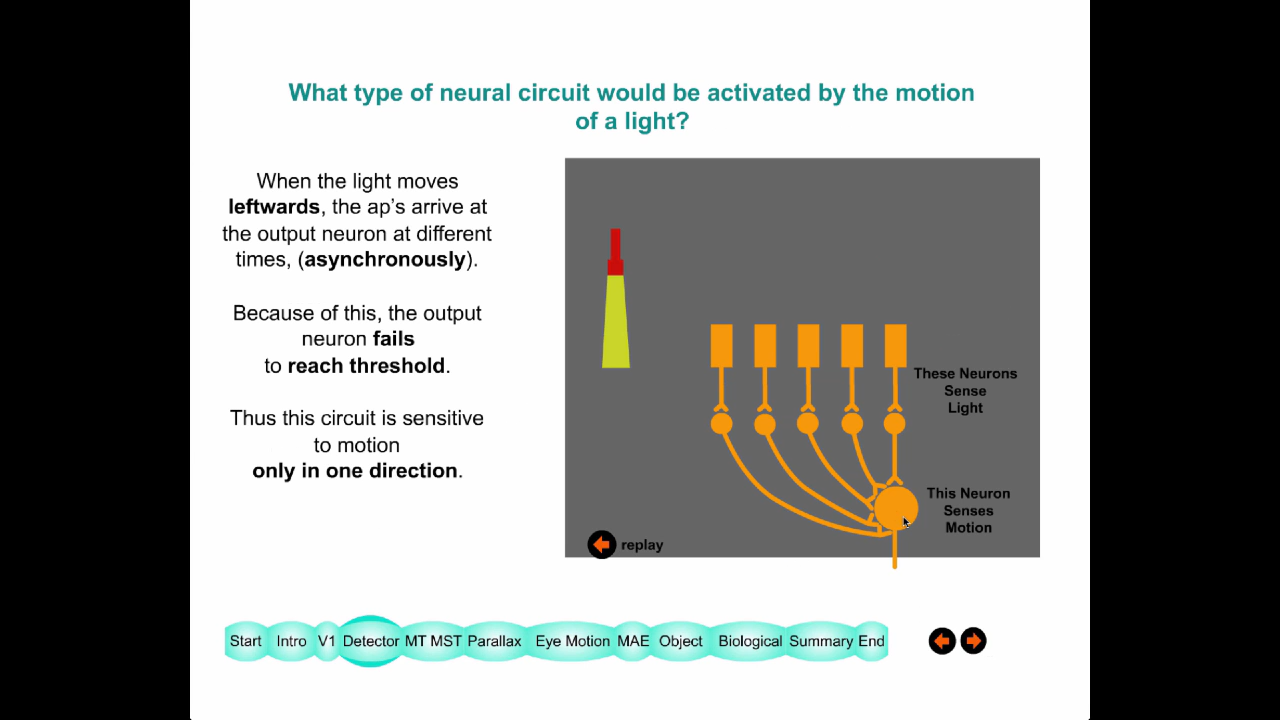 What type of neural circuit would be activated by the motion
of a light?
When the light moves
leftwards, the ap's arrive at
the output neuron at different
times, (asynchronously).
Because of this, the output
neuron fails
to reach threshold.
Thus this circuit is sensitive
to motion
only in one direction.
These Neurons
Sense
Light
This Neuron
Senses
Motion
replay
Start Intro V1 Detector MT MST Parallax Eye Motion MAE Object Biological Summary End